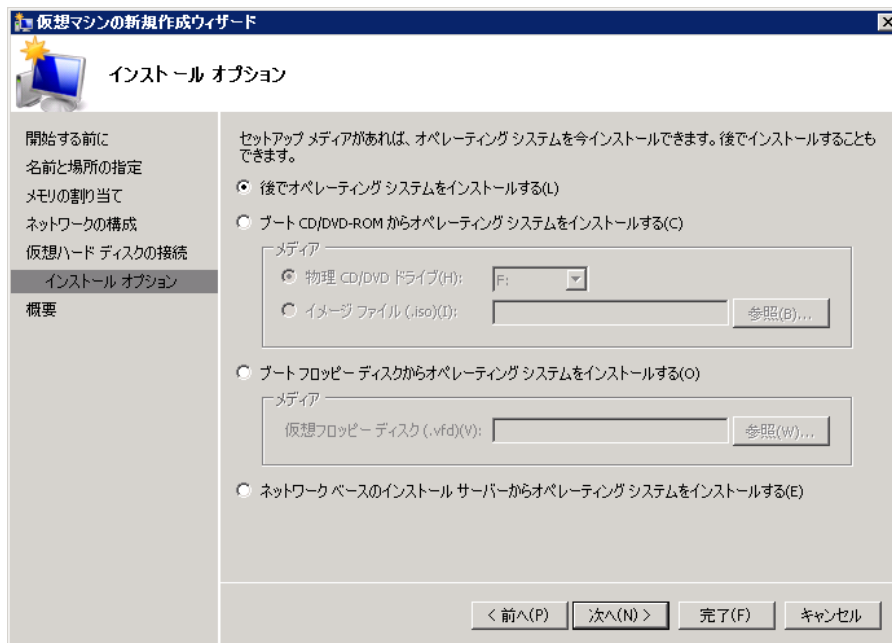 仮想マシンの新規作成ウィザード
インストール オプション
開始する前に
名前と場所の指定
メモリの割り当て
ネットワークの構成
仮想ハード ディスクの接続
インストール オプション
概要
セットアップ メディアがあれば、オペレーティング システムを今インストールできます。後でインストールすることも
できます。
後でオペレーティング システムをインストールする(L)
ブート CD/DVD-ROM からオペレーティング システムをインストールする(C)
メディア
物理 CD/DVD ドライブ(H): F:
イメージ ファイル (.iso)(I): 参照(B)...
ブート フロッピー ディスクからオペレーティング システムをインストールする(O)
メディア
仮想フロッピー ディスク (.vfd)(V): 参照(W)...
ネットワーク ベースのインストール サーバーからオペレーティング システムをインストールする(E)
< 前へ(P) 次へ(N) > 完了(F) キャンセル